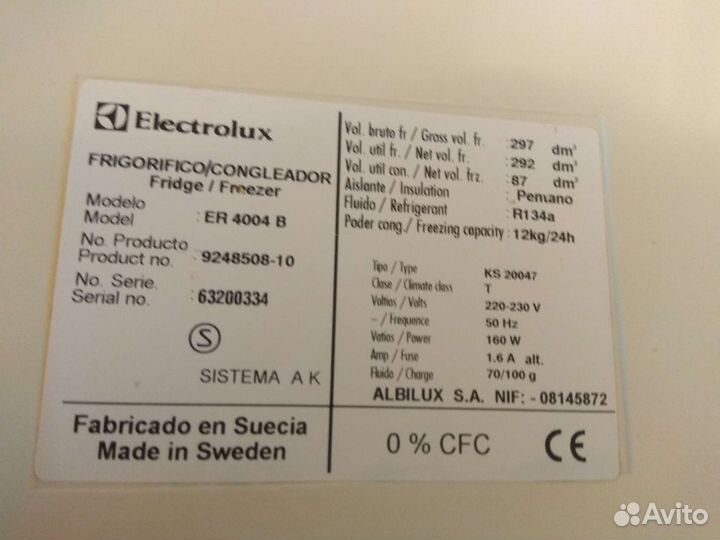 Electrolux
FRIGORIFICO/CONGLEADOR
Fridge / Freezer
Modelo
Model : ER 4004 B
No. Producto
Product no. : 9248508-10
No. Serie.
Serial no. : 63200334
S
SISTEMA A K
Fabricado en Suecia
Made in Sweden
Vol. bruto fr / Gross vol. fr. :297 dm³
Vol. util fr. / Net vol. fr. :292 dm³
Vol. util con. / Net vol. frz. :87 dm³
Aislante / Insulation :_Pemano
Fluido / Refrigerant :R134a
Poder cong./ Freezing capacity :12kg/24h
Tipo / Type KS 20047
Clase / Climate class T
Voltios / Volts 220-230 V
~ / Frequence 50 Hz
Vatios / Power 160 W
Amp / Fuse 1.6 A alt.
Fluido / Charge 70/100 g
ALBILUX S.A. NIF: - 08145872
0 % CFC CE
Avito